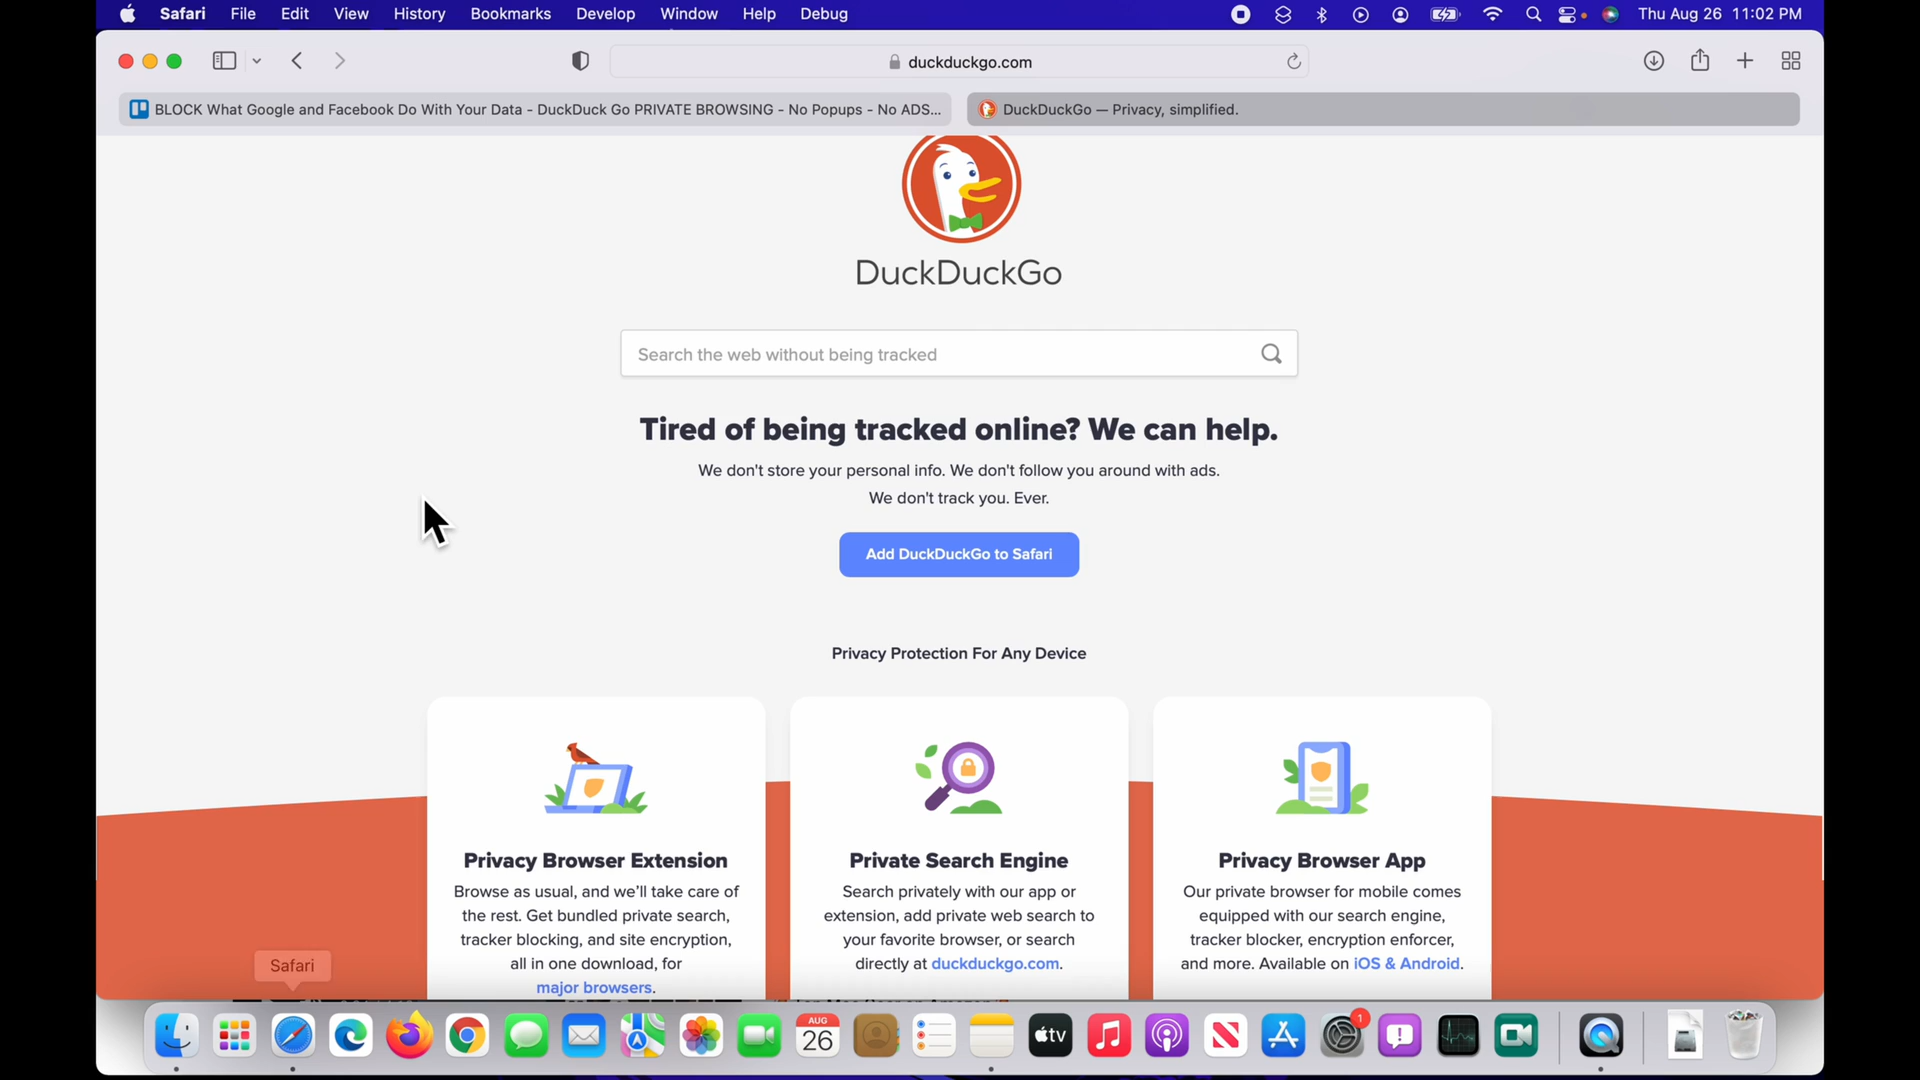 Safari File Edit View History Bookmarks Develop Window Help Debug Thu Aug 26 11:02 PM
duckduckgo.com
BLOCK What Google and Facebook Do With Your Data - DuckDuck Go PRIVATE BROWSING - No Popups - No ADS... DuckDuckGo — Privacy, simplified.
DuckDuckGo
Search the web without being tracked
Tired of being tracked online? We can help.
We don't store your personal info. We don't follow you around with ads.
We don't track you. Ever.
Add DuckDuckGo to Safari
Privacy Protection For Any Device
Privacy Browser Extension
Browse as usual, and we'll take care of
the rest. Get bundled private search,
tracker blocking, and site encryption,
all in one download, for
major browsers.
Private Search Engine
Search privately with our app or
extension, add private web search to
your favorite browser, or search
directly at duckduckgo.com.
Privacy Browser App
Our private browser for mobile comes
equipped with our search engine,
tracker blocker, encryption enforcer,
and more. Available on iOS & Android.
Safari
AUG
26
tv
1